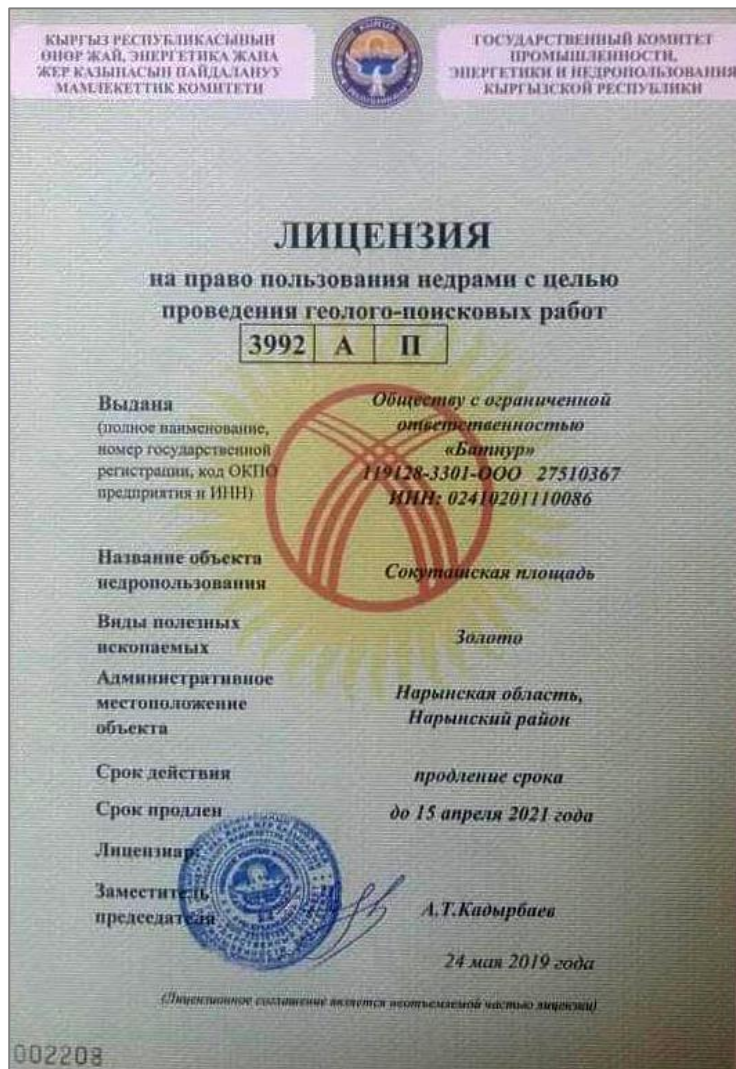 КЫРГЫЗ РЕСПУБЛИКАСЫНЫН
ӨНӨР ЖАЙ, ЭНЕРГЕТИКА ЖАНА
ЖЕР КАЗЫНАСЫН ПАЙДАЛАНУУ
МАМЛЕКЕТТИК КОМИТЕТИ
ГОСУДАРСТВЕННЫЙ КОМИТЕТ
ПРОМЫШЛЕННОСТИ,
ЭНЕРГЕТИКИ И НЕДРОПОЛЬЗОВАНИЯ
КЫРГЫЗСКОЙ РЕСПУБЛИКИ
ЛИЦЕНЗИЯ
на право пользования недрами с целью
проведения геолого-поисковых работ
3992 А П
Выдана
(полное наименование,
номер государственной
регистрации, код ОКПО
предприятия и ИНН)
Обществу с ограниченной
ответственностью
«Батнур»
119128-3301-ООО 27510367
ИНН: 02410201110086
Название объекта
недропользования
Сокуташская площадь
Виды полезных
ископаемых
Золото
Административное
местоположение
объекта
Нарынская область,
Нарынский район
Срок действия
продление срока
Срок продлен
до 15 апреля 2021 года
Лицензиар:
Заместитель
председателя
А.Т.Кадырбаев
24 мая 2019 года
(Лицензионное соглашение является неотъемлемой частью лицензии)
002208